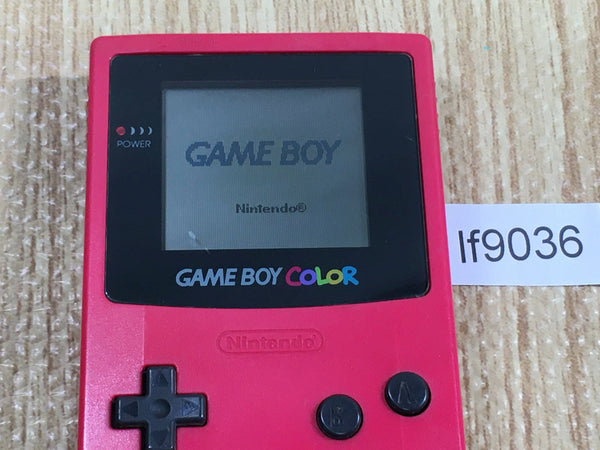 POWER
GAME BOY
Nintendo®
GAME BOY COLOR
Nintendo
B
A
lf9036